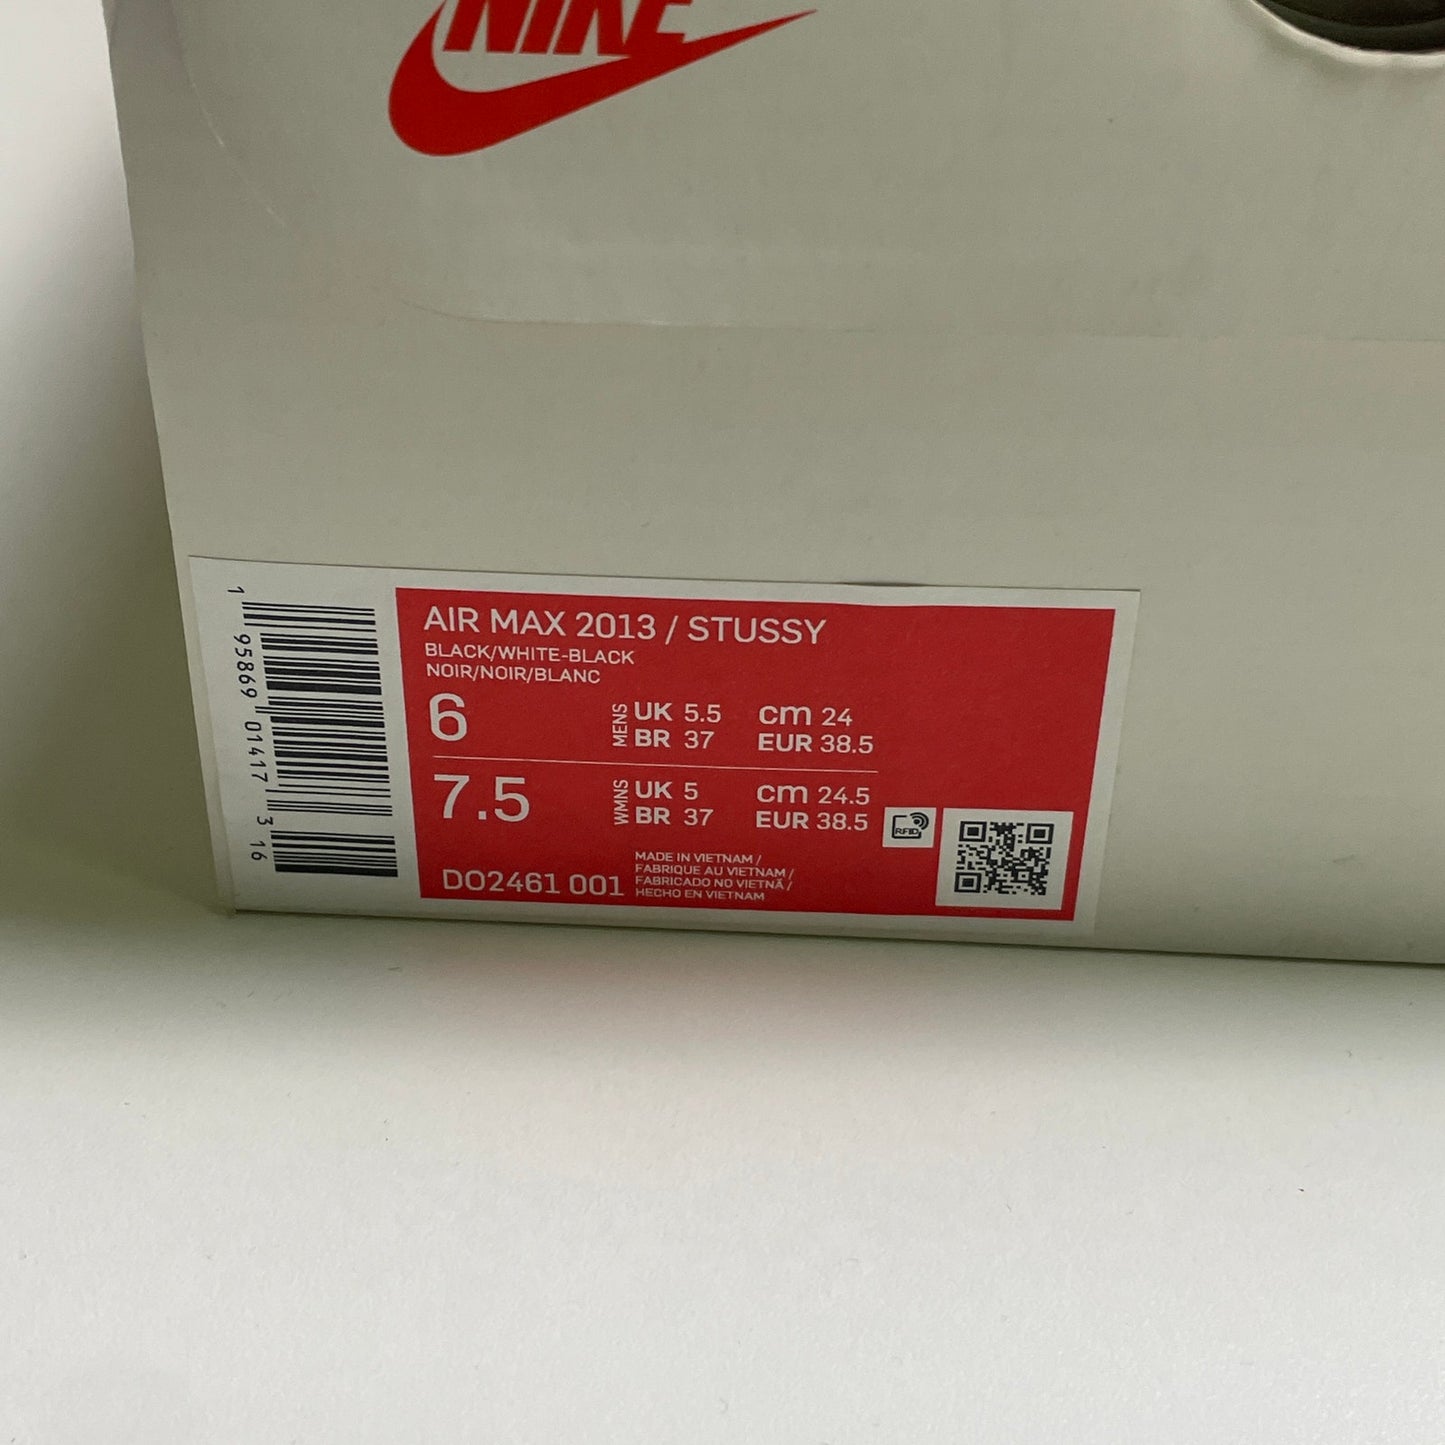 NIKE
AIR MAX 2013 / STUSSY
BLACK/WHITE-BLACK
NOIR/NOIR/BLANC
6
MENS
UK 5.5 cm 24
BR 37 EUR 38.5
7.5
WMNS
UK 5 cm 24.5
BR 37 EUR 38.5
RFID
DO2461 001
MADE IN VIETNAM /
FABRIQUE AU VIETNAM /
FABRICADO NO VIETNÃ /
HECHO EN VIETNAM
1 95869 01417 3 16